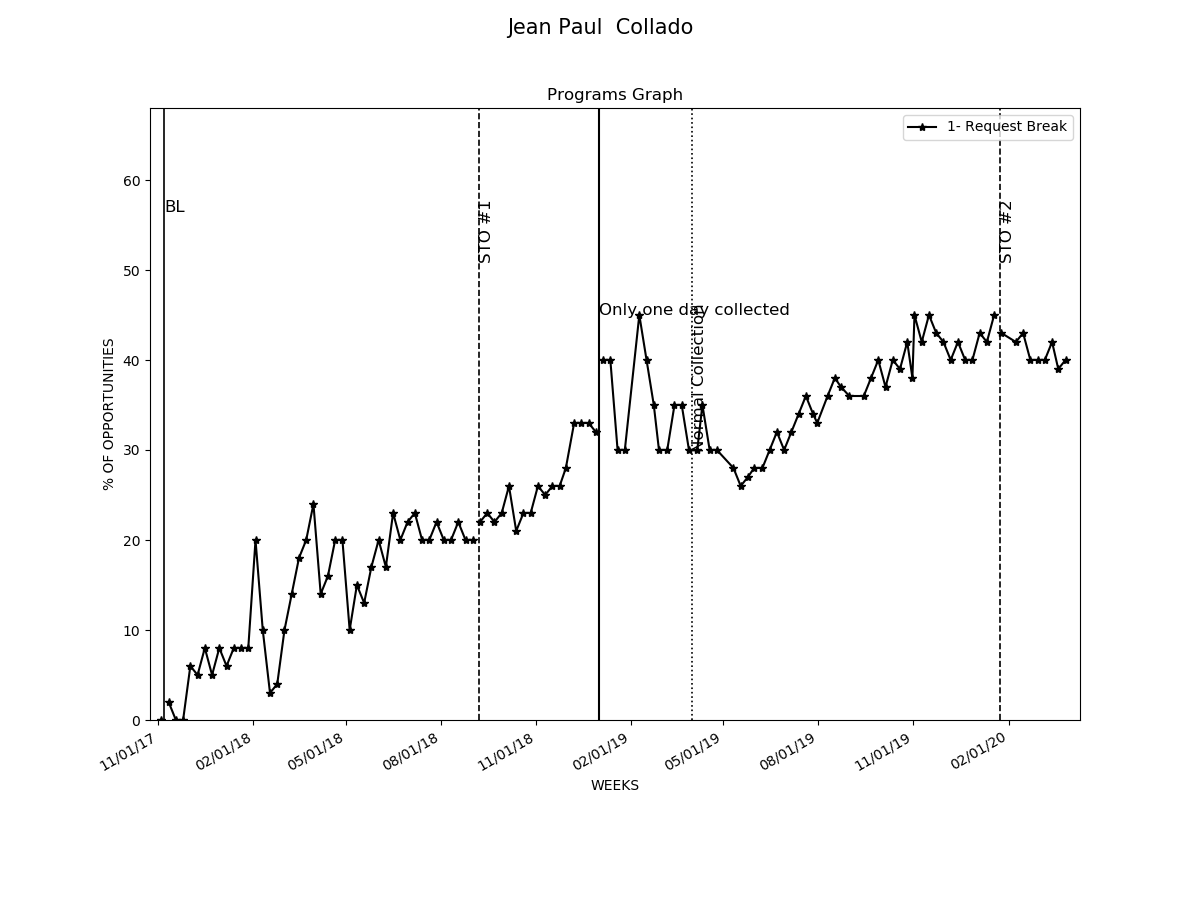 Jean Paul  Collado
Programs Graph
1- Request Break
60
50
40
30
20
10
0
% OF OPPORTUNITIES
BL
STO #1
Only one day collected
Normal Collection
STO #2
11/01/17
02/01/18
05/01/18
08/01/18
11/01/18
02/01/19
05/01/19
08/01/19
11/01/19
02/01/20
WEEKS